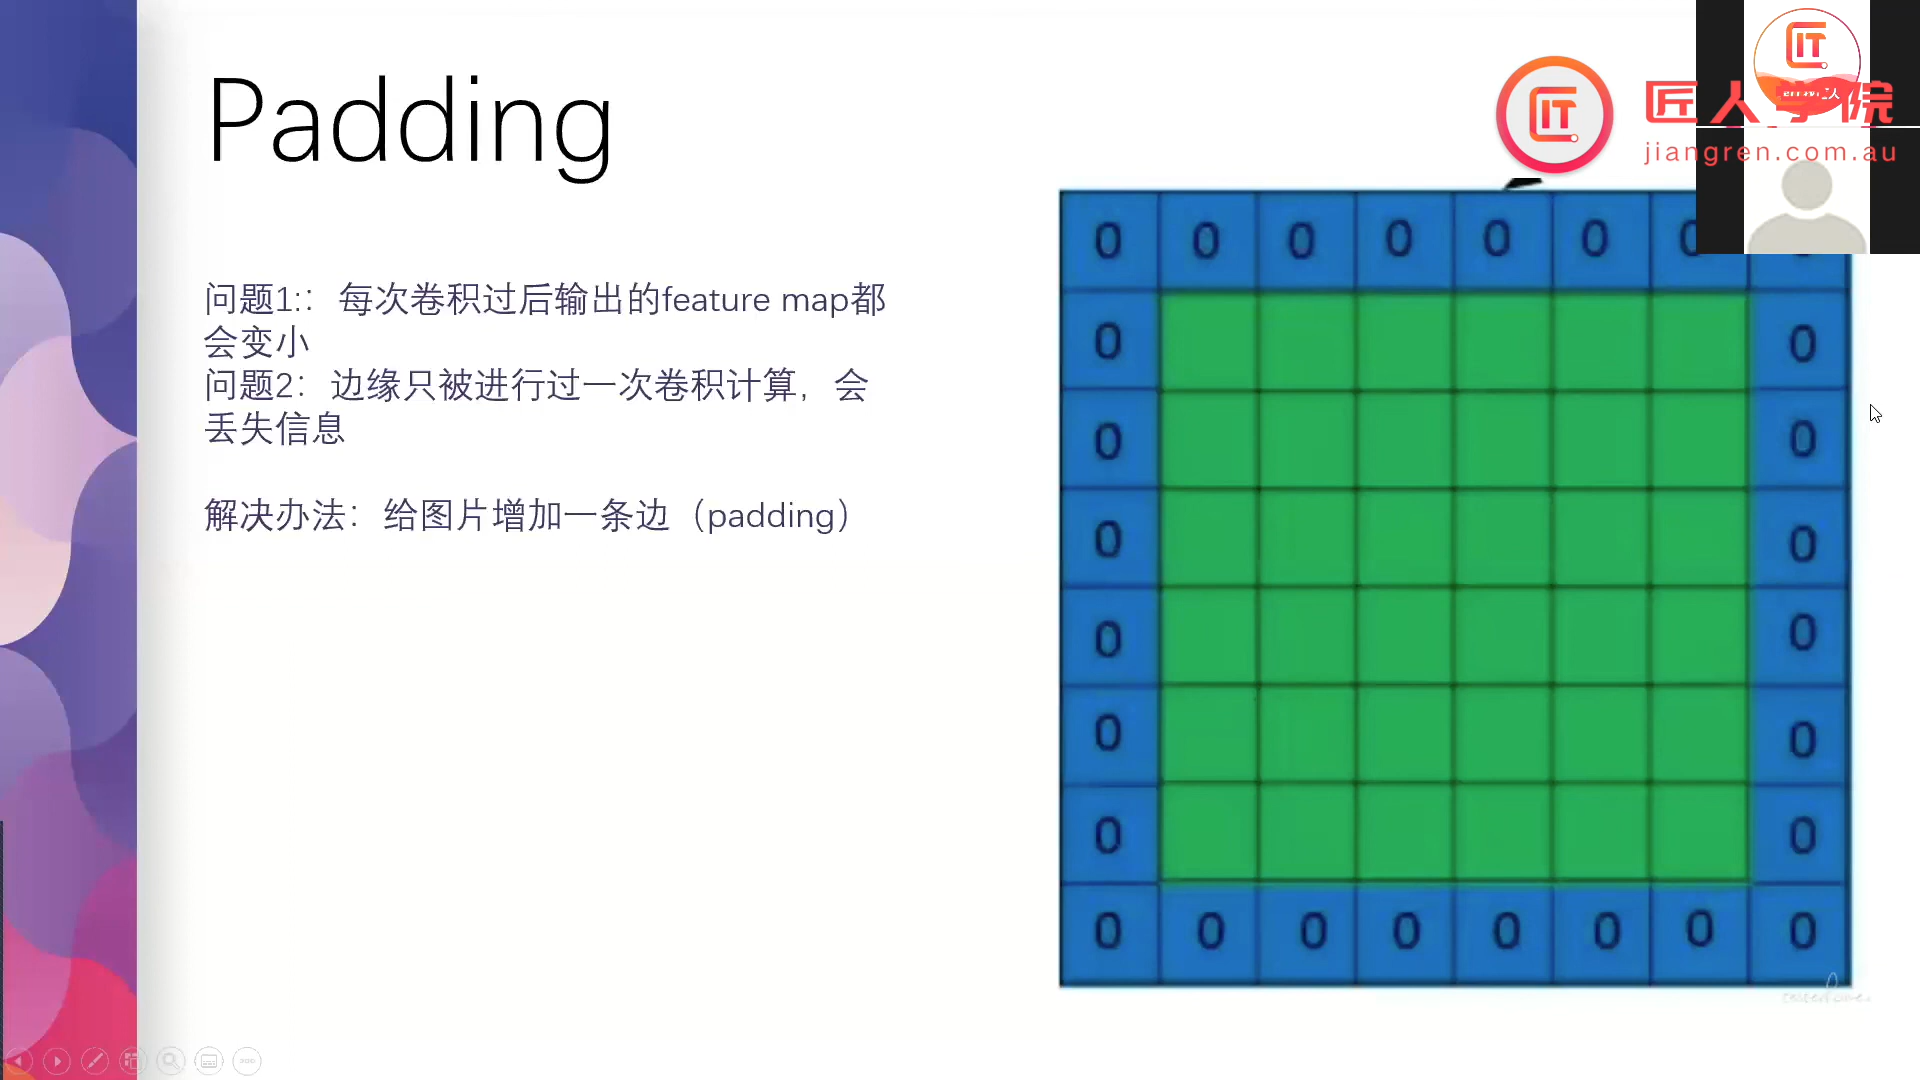 Padding
IT
IT
匠人学院
jiangren.com.au
问题1:：每次卷积过后输出的feature map都
会变小
问题2：边缘只被进行过一次卷积计算，会
丢失信息
解决办法：给图片增加一条边（padding）
0 0 0 0 0 0 0
0 0
0 0
0 0
0 0
0 0
0 0
0 0 0 0 0 0 0 0